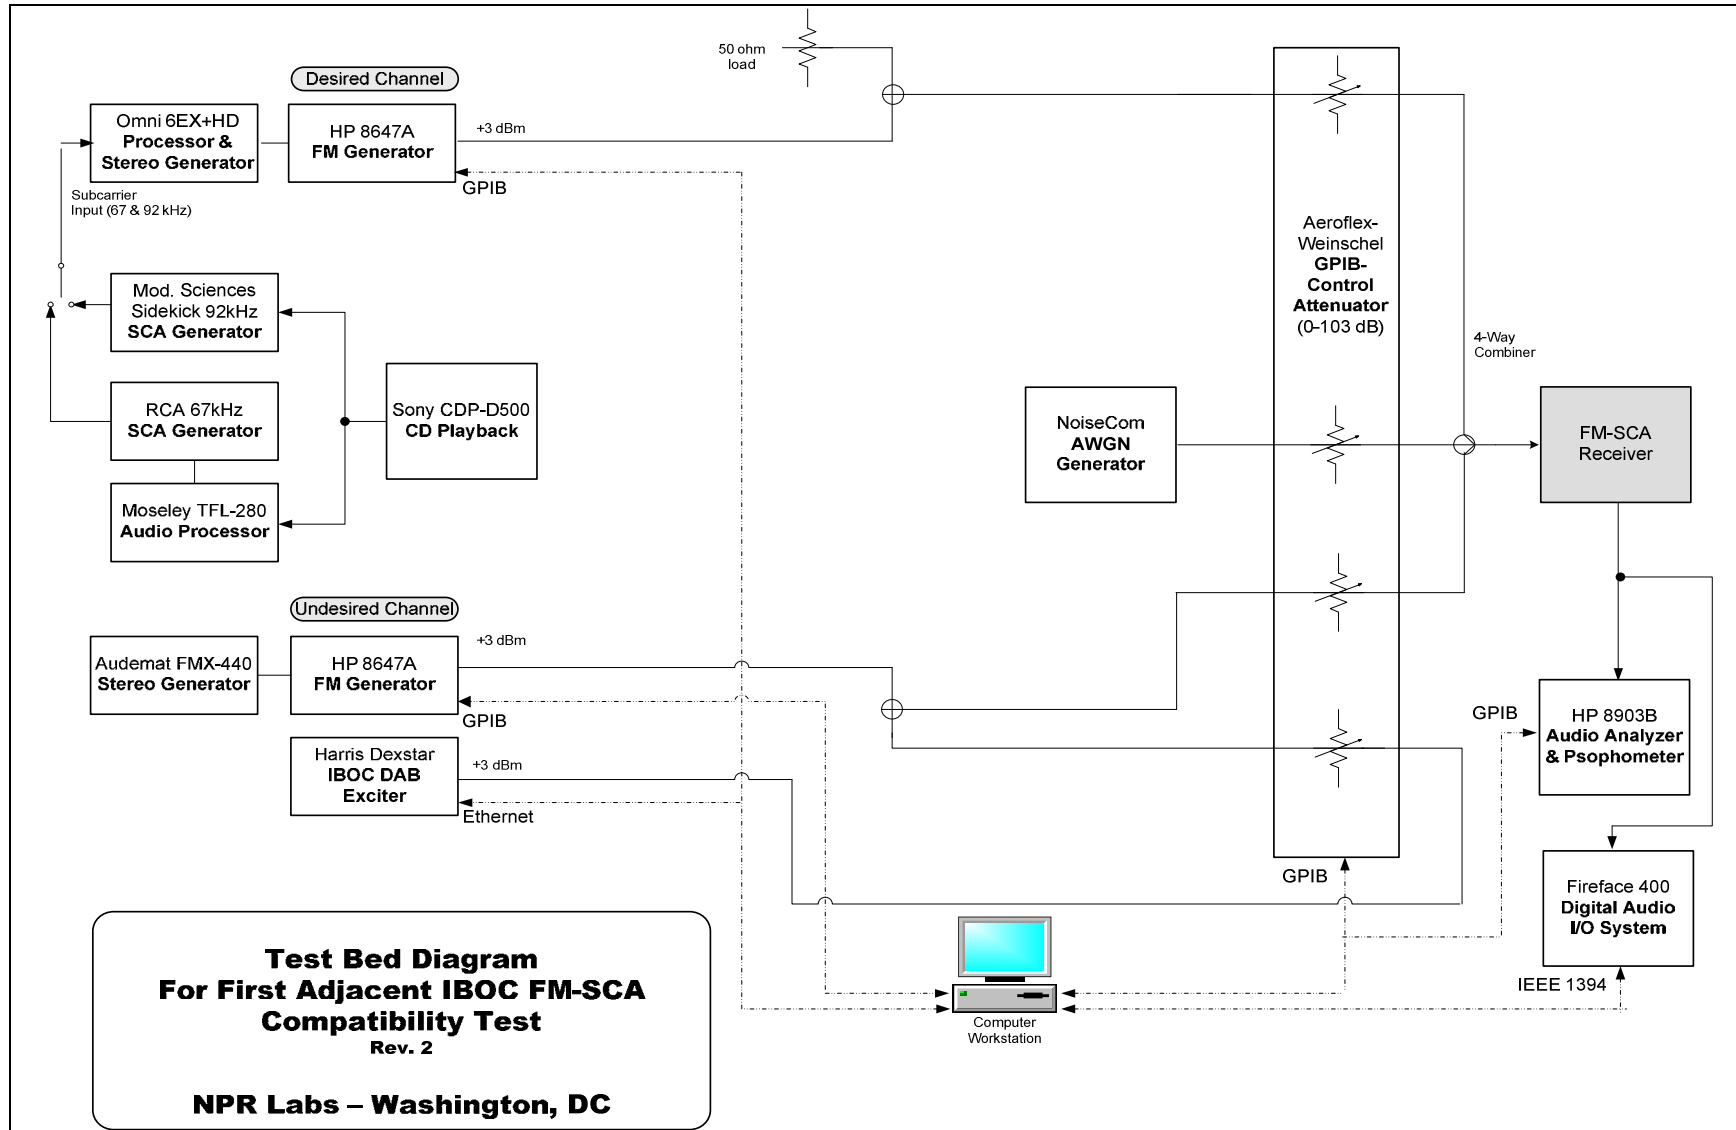 50 ohm
load
Desired Channel
Omni 6EX+HD
Processor &
Stereo Generator
HP 8647A
FM Generator
+3 dBm
GPIB
Subcarrier
Input (67 & 92 kHz)
Mod. Sciences
Sidekick 92kHz
SCA Generator
RCA 67kHz
SCA Generator
Moseley TFL-280
Audio Processor
Sony CDP-D500
CD Playback
Aeroflex-
Weinschel
GPIB-
Control
Attenuator
(0-103 dB)
4-Way
Combiner
NoiseCom
AWGN
Generator
FM-SCA
Receiver
Undesired Channel
Audemat FMX-440
Stereo Generator
HP 8647A
FM Generator
+3 dBm
GPIB
Harris Dexstar
IBOC DAB
Exciter
+3 dBm
Ethernet
GPIB
HP 8903B
Audio Analyzer
& Psophometer
GPIB
Fireface 400
Digital Audio
I/O System
IEEE 1394
Computer
Workstation
Test Bed Diagram
For First Adjacent IBOC FM-SCA
Compatibility Test
Rev. 2
NPR Labs – Washington, DC